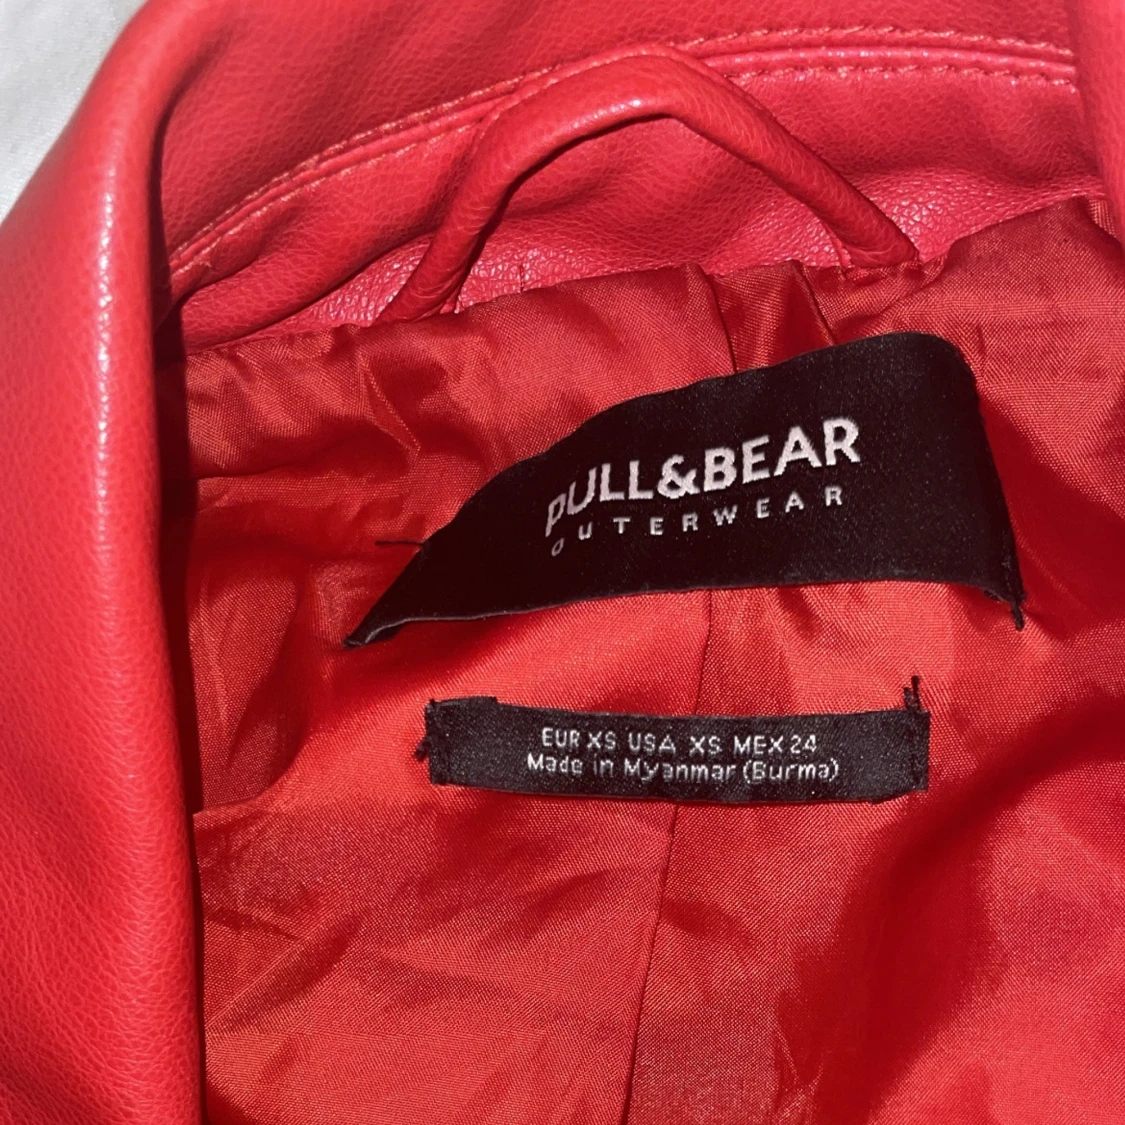 PULL&BEAR
OUTERWEAR
EUR XS USA XS MEX 24
Made in Myanmar (Burma)